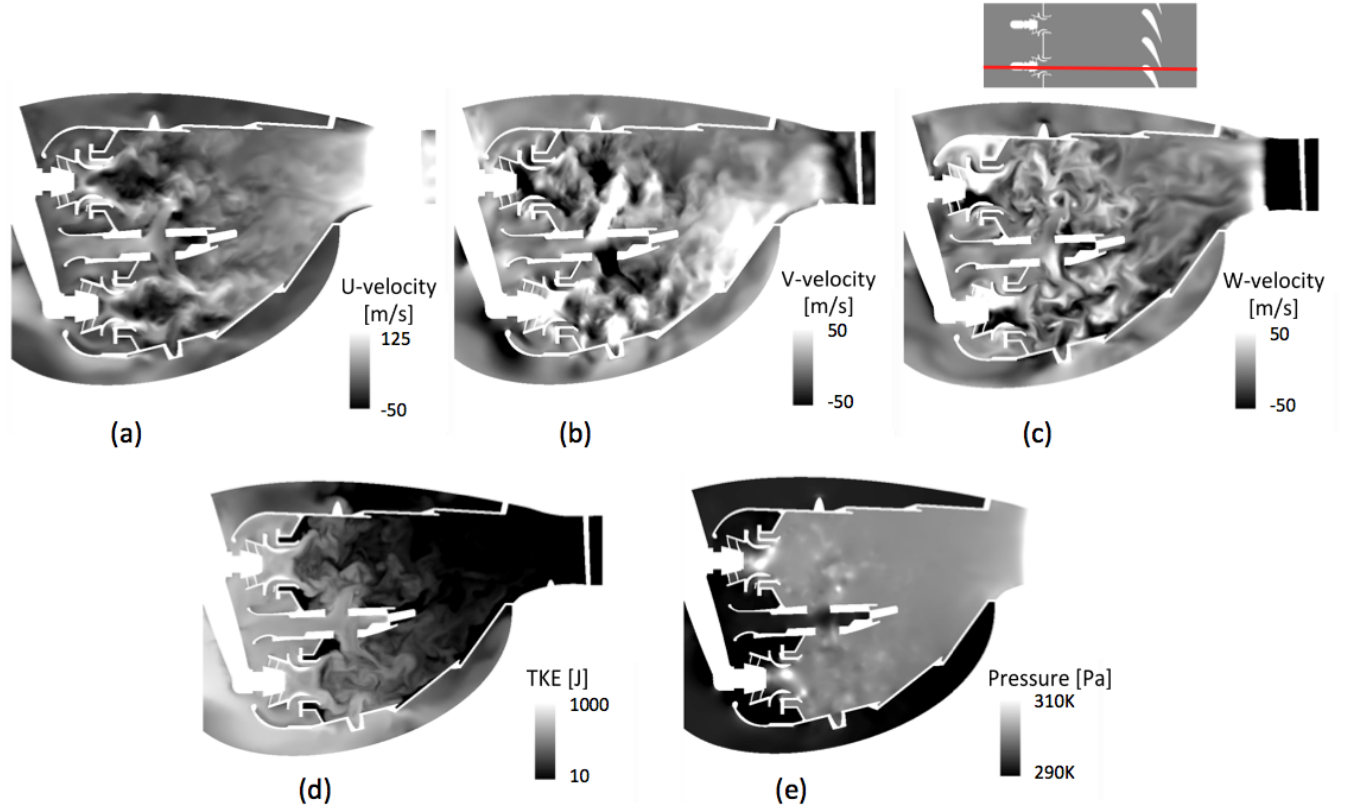 U-velocity
[m/s]
125
-50
(a)
V-velocity
[m/s]
50
-50
(b)
W-velocity
[m/s]
50
-50
(c)
TKE [J]
1000
10
(d)
Pressure [Pa]
310K
290K
(e)